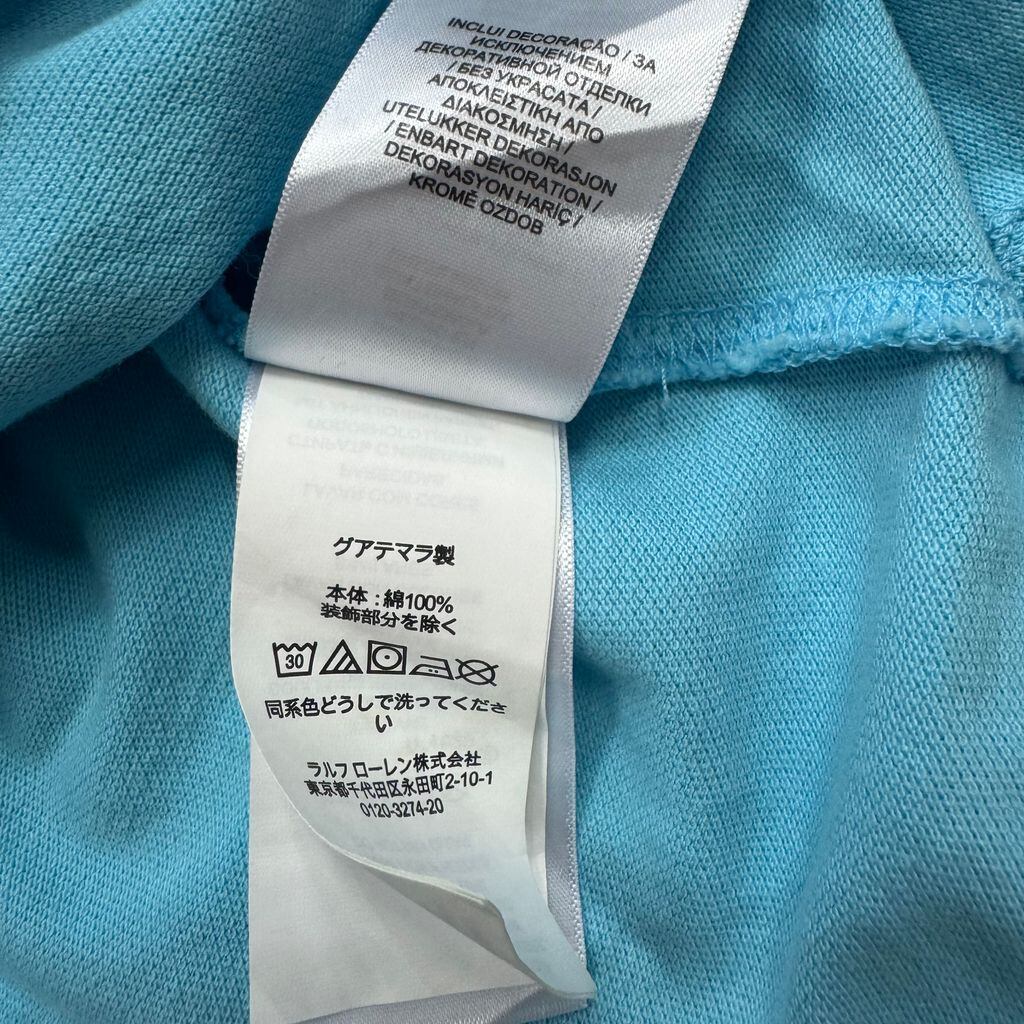 INCLUI DECORAÇÃO / ЗА
ИСКЛЮЧЕНИЕМ
ДЕКОРАТИВНОЙ ОТДЕЛКИ
/ БЕЗ УКРАСАТА /
ΑΠΟΚΛΕΙΣΤΙΚΗ ΑΠΟ
ΔΙΑΚΟΣΜΗΣΗ /
UTELUKKER DEKORASJON
/ ENBART DEKORATION /
DEKORASYON HARIÇ /
KROMĚ OZDOB
グアテマラ製
本体 : 綿100%
装飾部分を除く
30
同系色どうしで洗ってくださ
い
ラルフ ローレン株式会社
東京都千代田区永田町2-10-1
0120-3274-20